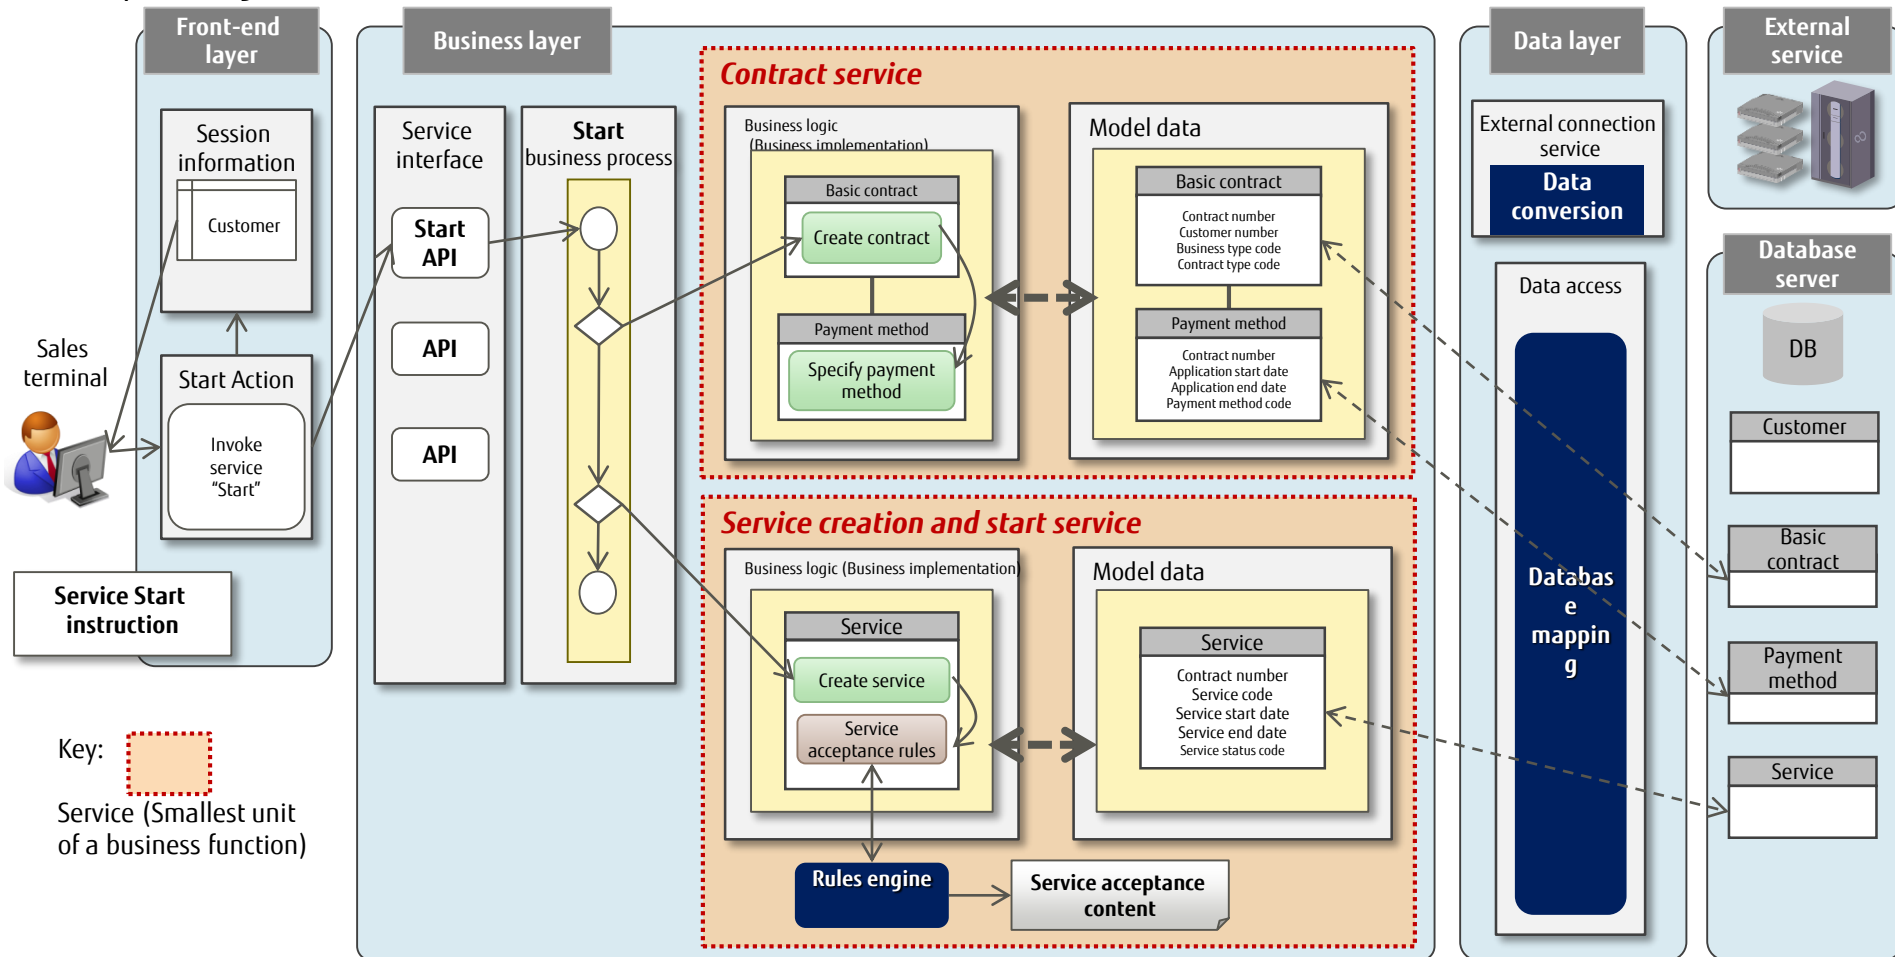 Front-end
layer
Business layer
Data layer
External
service
Contract service
Session
information
Customer
Service
interface
Start
business process
Business logic
(Business implementation)
Model data
External connection
service
Data
conversion
Basic contract
Create contract
Basic contract
Contract number
Customer number
Business type code
Contract type code
Start
API
API
API
Payment method
Specify payment
method
Payment method
Contract number
Application start date
Application end date
Payment method code
Data access
Databas
e
mappin
g
Database
server
DB
Customer
Basic
contract
Payment
method
Service
Sales
terminal
Start Action
Invoke
service
“Start”
Service Start
instruction
Service creation and start service
Business logic (Business implementation)
Model data
Service
Create service
Service
acceptance rules
Service
Contract number
Service code
Service start date
Service end date
Service status code
Rules engine
Service acceptance
content
Key:
Service (Smallest unit
of a business function)